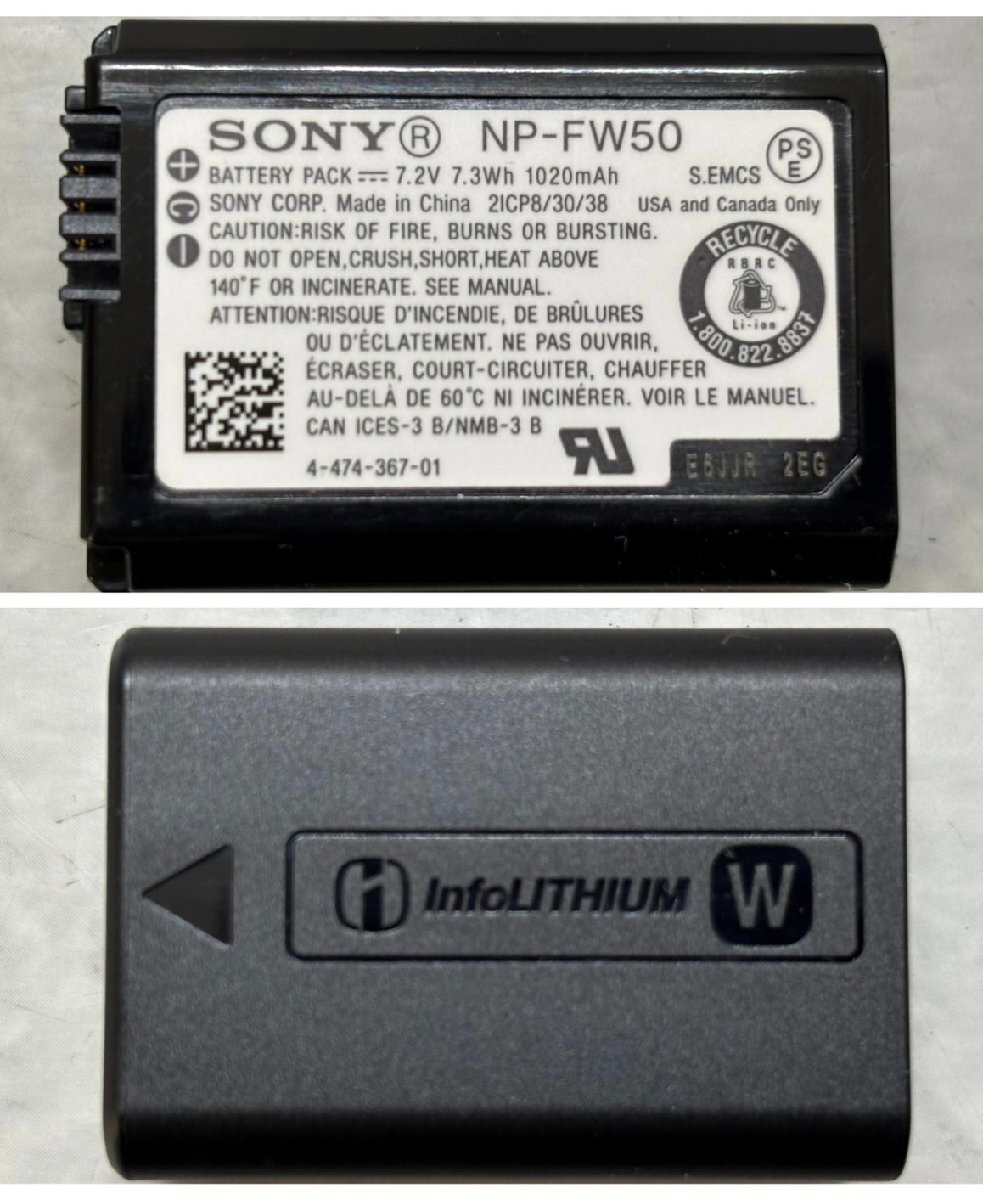 SONY® NP-FW50
PS
E
BATTERY PACK ⎓ 7.2V 7.3Wh 1020mAh S.EMCS
SONY CORP. Made in China 2ICP8/30/38 USA and Canada Only
CAUTION:RISK OF FIRE, BURNS OR BURSTING.
DO NOT OPEN,CRUSH,SHORT,HEAT ABOVE
140°F OR INCINERATE. SEE MANUAL.
ATTENTION:RISQUE D'INCENDIE, DE BRÛLURES
OU D'ÉCLATEMENT. NE PAS OUVRIR,
ÉCRASER, COURT-CIRCUITER, CHAUFFER
AU-DELÀ DE 60°C NI INCINÉRER. VOIR LE MANUEL.
CAN ICES-3 B/NMB-3 B
4-474-367-01
RECYCLE
RBRC
Li-ion
™
1.800.822.8837
RU
E6JJR 2EG
InfoLITHIUM W